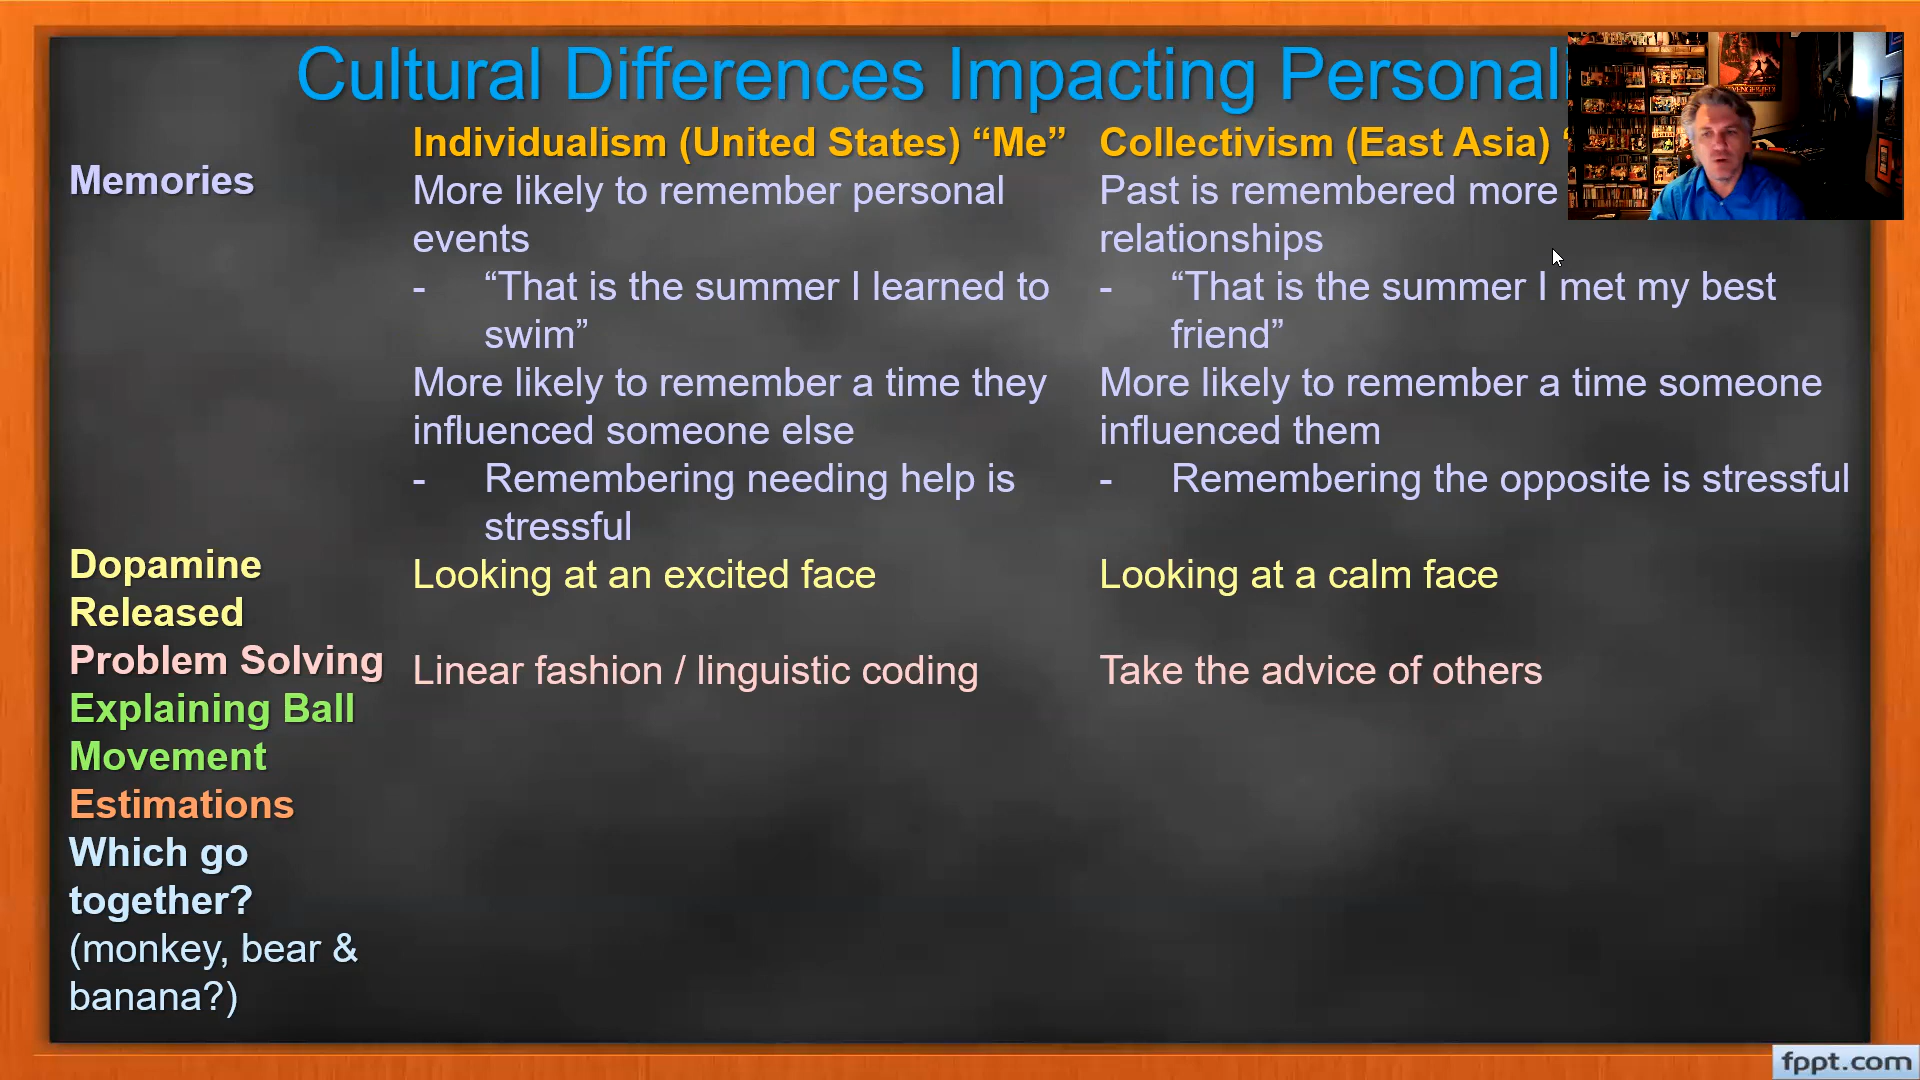 Cultural Differences Impacting Personali
Individualism (United States) “Me”
Collectivism (East Asia) “
Memories
More likely to remember personal
events
- “That is the summer I learned to
swim”
More likely to remember a time they
influenced someone else
- Remembering needing help is
stressful
Past is remembered more
relationships
- “That is the summer I met my best
friend”
More likely to remember a time someone
influenced them
- Remembering the opposite is stressful
Dopamine
Released
Looking at an excited face
Looking at a calm face
Problem Solving
Linear fashion / linguistic coding
Take the advice of others
Explaining Ball
Movement
Estimations
Which go
together?
(monkey, bear &
banana?)
fppt.com